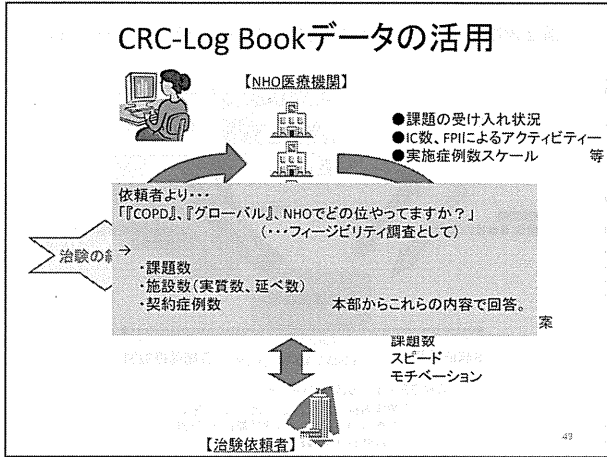 CRC-Log Bookデータの活用
【NHO医療機関】
●課題の受け入れ状況
●IC数、FPIによるアクティビティー
●実施症例数スケール 等
依頼者より・・・
「『COPD』、『グローバル』、NHOでどの位やってますか？」
(・・・フィージビリティ調査として)
→
治験の
・課題数
・施設数(実質数、延べ数)
・契約症例数 本部からこれらの内容で回答。
案
課題数
スピード
モチベーション
【治験依頼者】
49